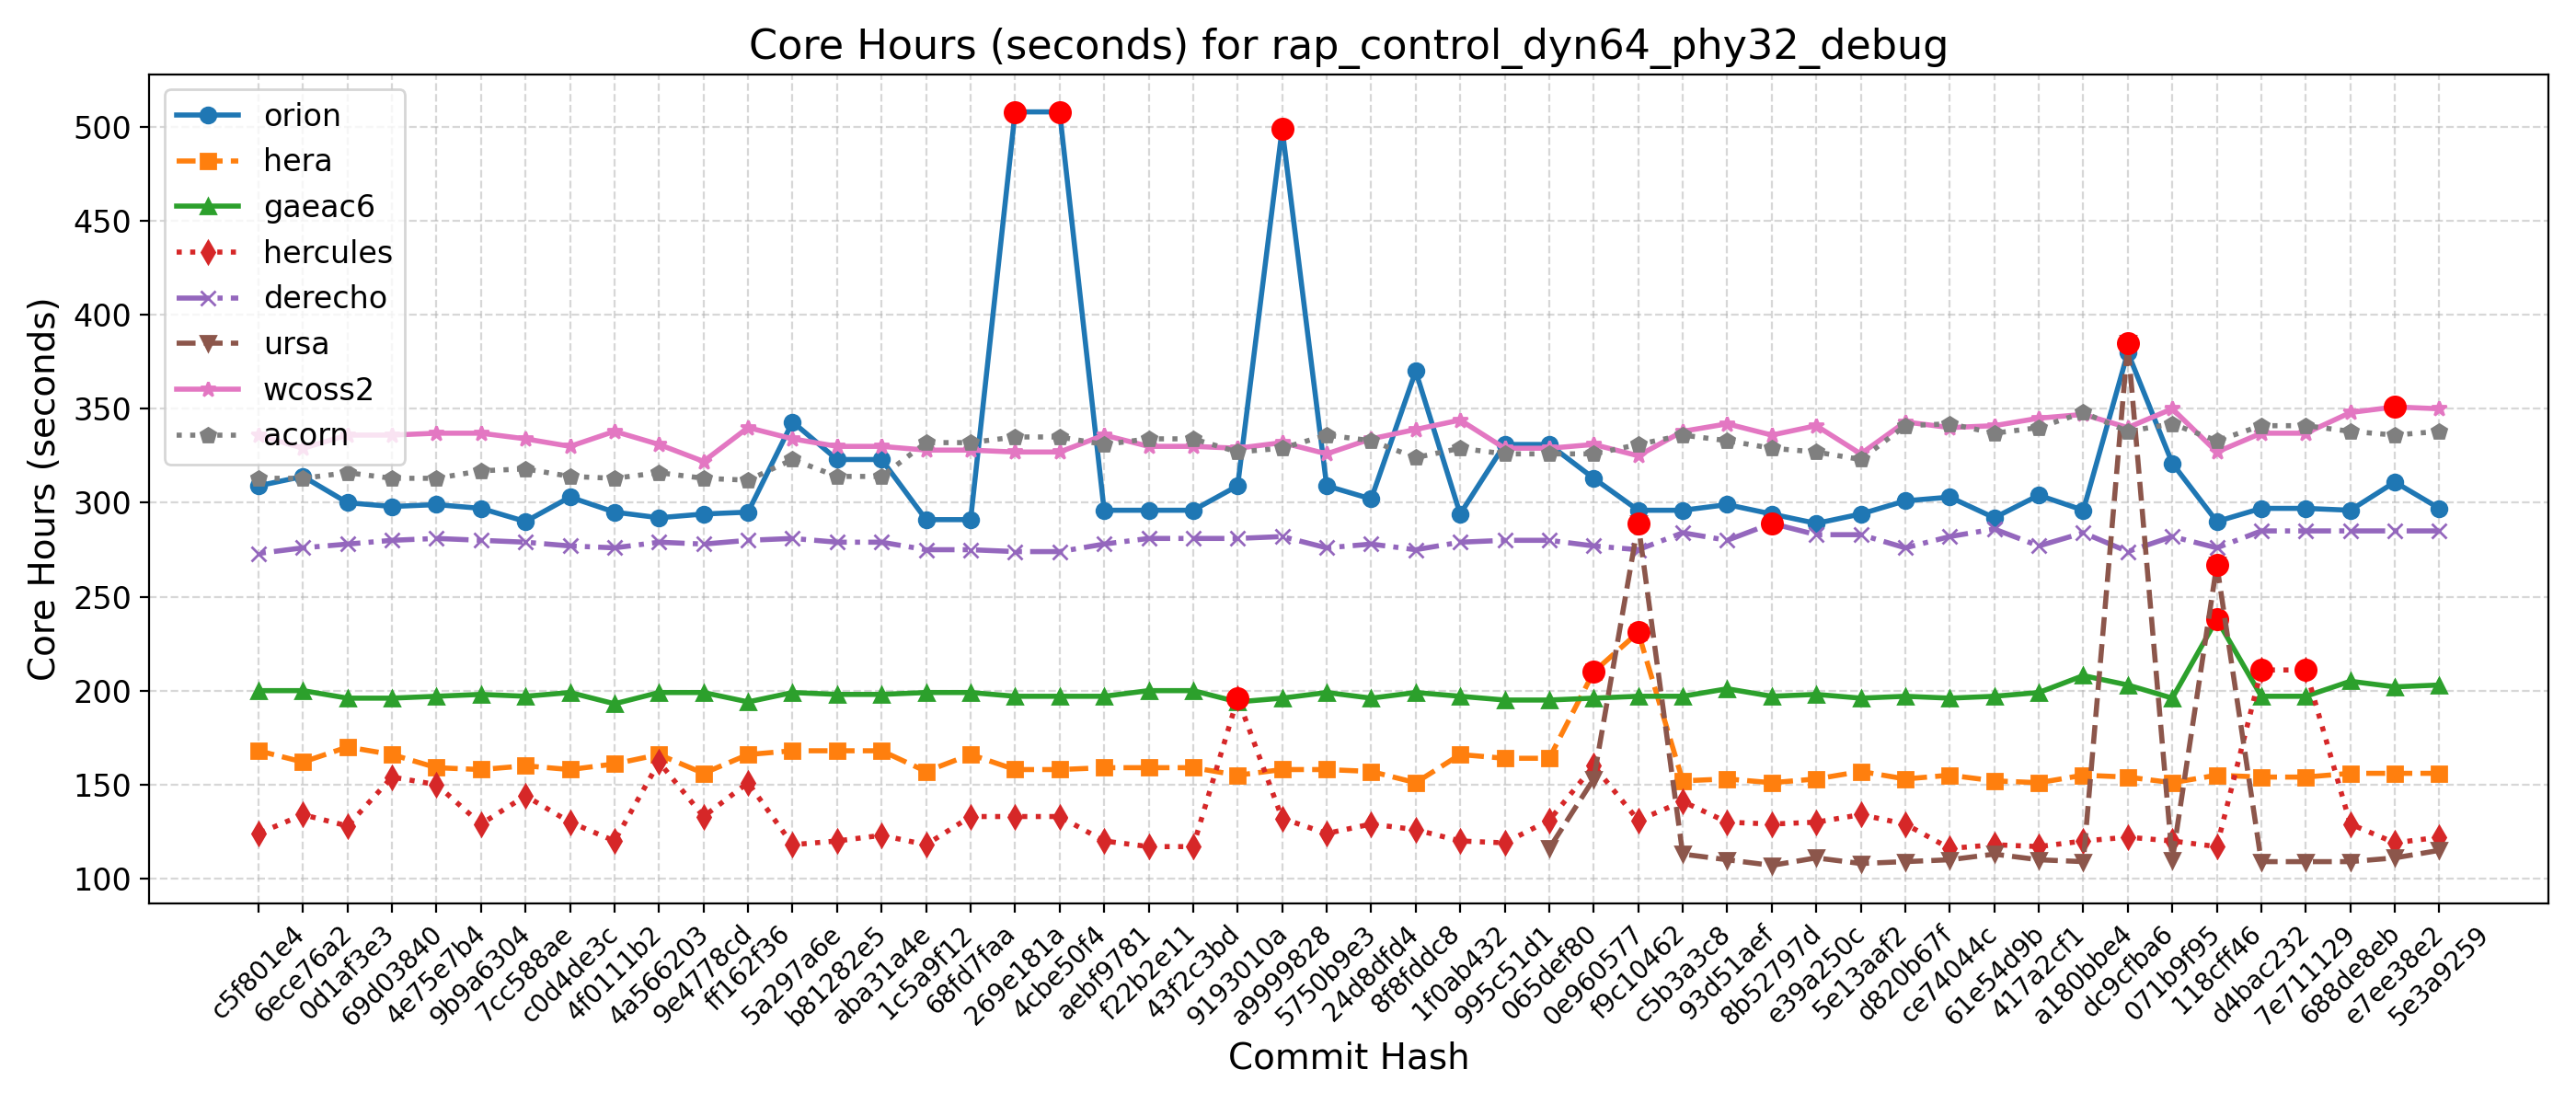 Core Hours (seconds) for rap_control_dyn64_phy32_debug
Core Hours (seconds)
500
450
400
350
300
250
200
150
100
orion
hera
gaeac6
hercules
derecho
ursa
wcoss2
acorn
c5f801e4
6ece76a2
0d1af3e3
69d03840
4e75e7b4
9b9a6304
7cc588ae
c0d4de3c
4f0111b2
4a566203
9e4778cd
ff162f36
5a297a6e
b81282e5
aba31a4e
1c5a9f12
68fd7faa
269e181a
4cbe50f4
aebf9781
f22b2e11
43f2c3bd
9193010a
a9999828
5750b9e3
24d8dfd4
8f8fddc8
1f0ab432
995c51d1
065def80
0e960577
f9c10462
c5b3a3c8
93d51aef
8b52797d
e39a250c
5e13aaf2
d820b67f
ce74044c
61e54d9b
417a2cf1
a180bbe4
dc9cfba6
071b9f95
118cff46
d4bac232
7e711129
688de8eb
e7ee38e2
5e3a9259
Commit Hash